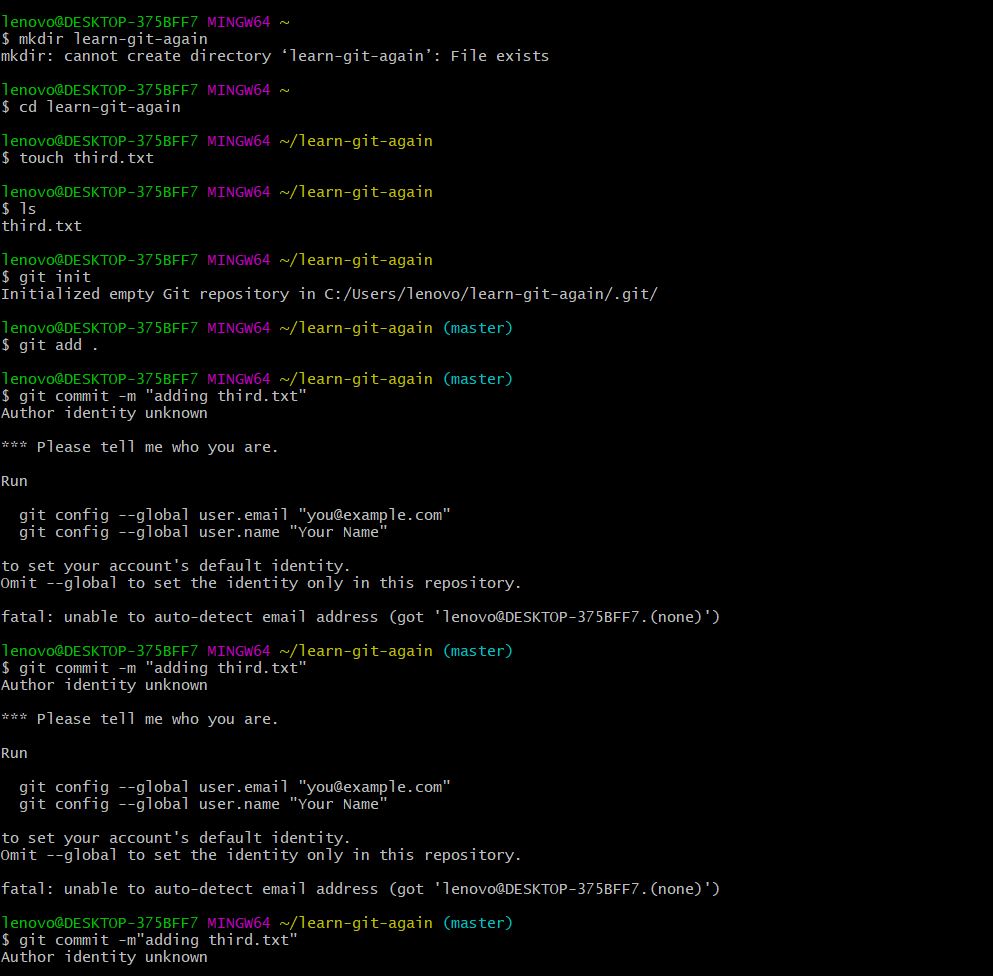 lenovo@DESKTOP-375BFF7 MINGW64 ~
$ mkdir learn-git-again
mkdir: cannot create directory ‘learn-git-again’: File exists
lenovo@DESKTOP-375BFF7 MINGW64 ~
$ cd learn-git-again
lenovo@DESKTOP-375BFF7 MINGW64 ~/learn-git-again
$ touch third.txt
lenovo@DESKTOP-375BFF7 MINGW64 ~/learn-git-again
$ ls
third.txt
lenovo@DESKTOP-375BFF7 MINGW64 ~/learn-git-again
$ git init
Initialized empty Git repository in C:/Users/lenovo/learn-git-again/.git/
lenovo@DESKTOP-375BFF7 MINGW64 ~/learn-git-again (master)
$ git add .
lenovo@DESKTOP-375BFF7 MINGW64 ~/learn-git-again (master)
$ git commit -m "adding third.txt"
Author identity unknown
*** Please tell me who you are.
Run
  git config --global user.email "you@example.com"
  git config --global user.name "Your Name"
to set your account's default identity.
Omit --global to set the identity only in this repository.
fatal: unable to auto-detect email address (got 'lenovo@DESKTOP-375BFF7.(none)')
lenovo@DESKTOP-375BFF7 MINGW64 ~/learn-git-again (master)
$ git commit -m "adding third.txt"
Author identity unknown
*** Please tell me who you are.
Run
  git config --global user.email "you@example.com"
  git config --global user.name "Your Name"
to set your account's default identity.
Omit --global to set the identity only in this repository.
fatal: unable to auto-detect email address (got 'lenovo@DESKTOP-375BFF7.(none)')
lenovo@DESKTOP-375BFF7 MINGW64 ~/learn-git-again (master)
$ git commit -m"adding third.txt"
Author identity unknown